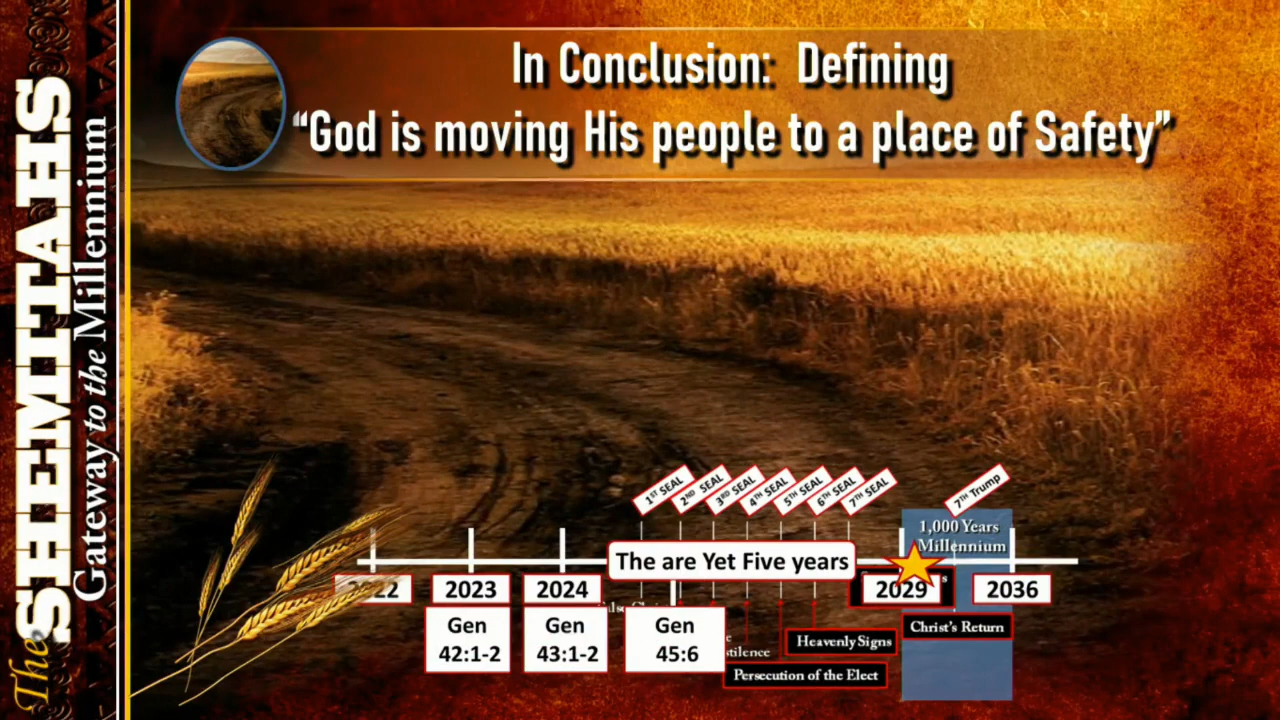 The
SHEMITAHS
Gateway to the Millennium
In Conclusion: Defining
“God is moving His people to a place of Safety”
1ST SEAL
2ND SEAL
3RD SEAL
4TH SEAL
5TH SEAL
6TH SEAL
7TH SEAL
7TH Trump
1,000 Years
Millennium
The are Yet Five years
2023
2024
2029
2036
Gen
42:1-2
Gen
43:1-2
Gen
45:6
Heavenly Signs
Christ's Return
Persecution of the Elect